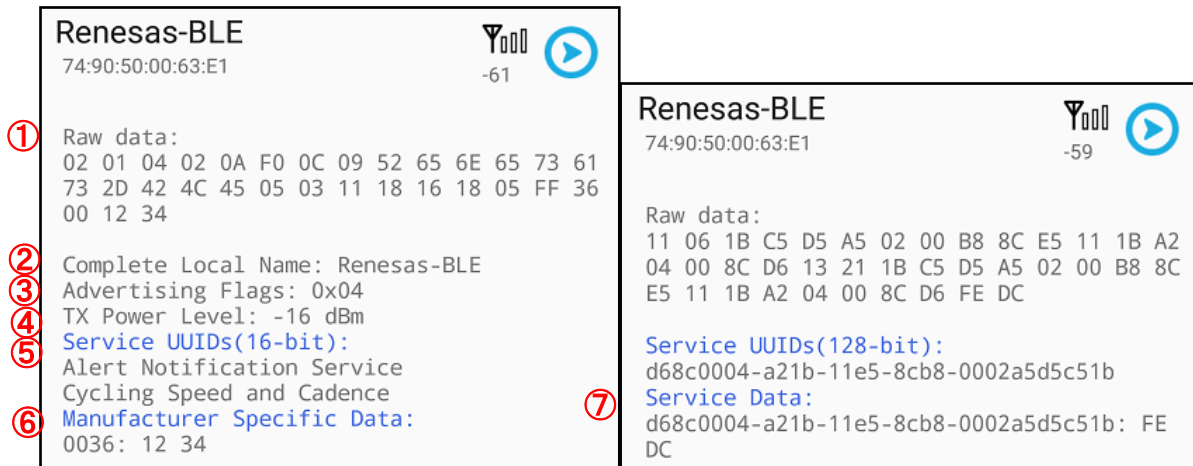 Renesas-BLE
74:90:50:00:63:E1
-61
① Raw data:
02 01 04 02 0A F0 0C 09 52 65 6E 65 73 61
73 2D 42 4C 45 05 03 11 18 16 18 05 FF 36
00 12 34
② Complete Local Name: Renesas-BLE
③ Advertising Flags: 0x04
④ TX Power Level: -16 dBm
⑤ Service UUIDs(16-bit):
Alert Notification Service
Cycling Speed and Cadence
⑥ Manufacturer Specific Data:
0036: 12 34
Renesas-BLE
74:90:50:00:63:E1
-59
Raw data:
11 06 1B C5 D5 A5 02 00 B8 8C E5 11 1B A2
04 00 8C D6 13 21 1B C5 D5 A5 02 00 B8 8C
E5 11 1B A2 04 00 8C D6 FE DC
Service UUIDs(128-bit):
d68c0004-a21b-11e5-8cb8-0002a5d5c51b
⑦ Service Data:
d68c0004-a21b-11e5-8cb8-0002a5d5c51b: FE
DC